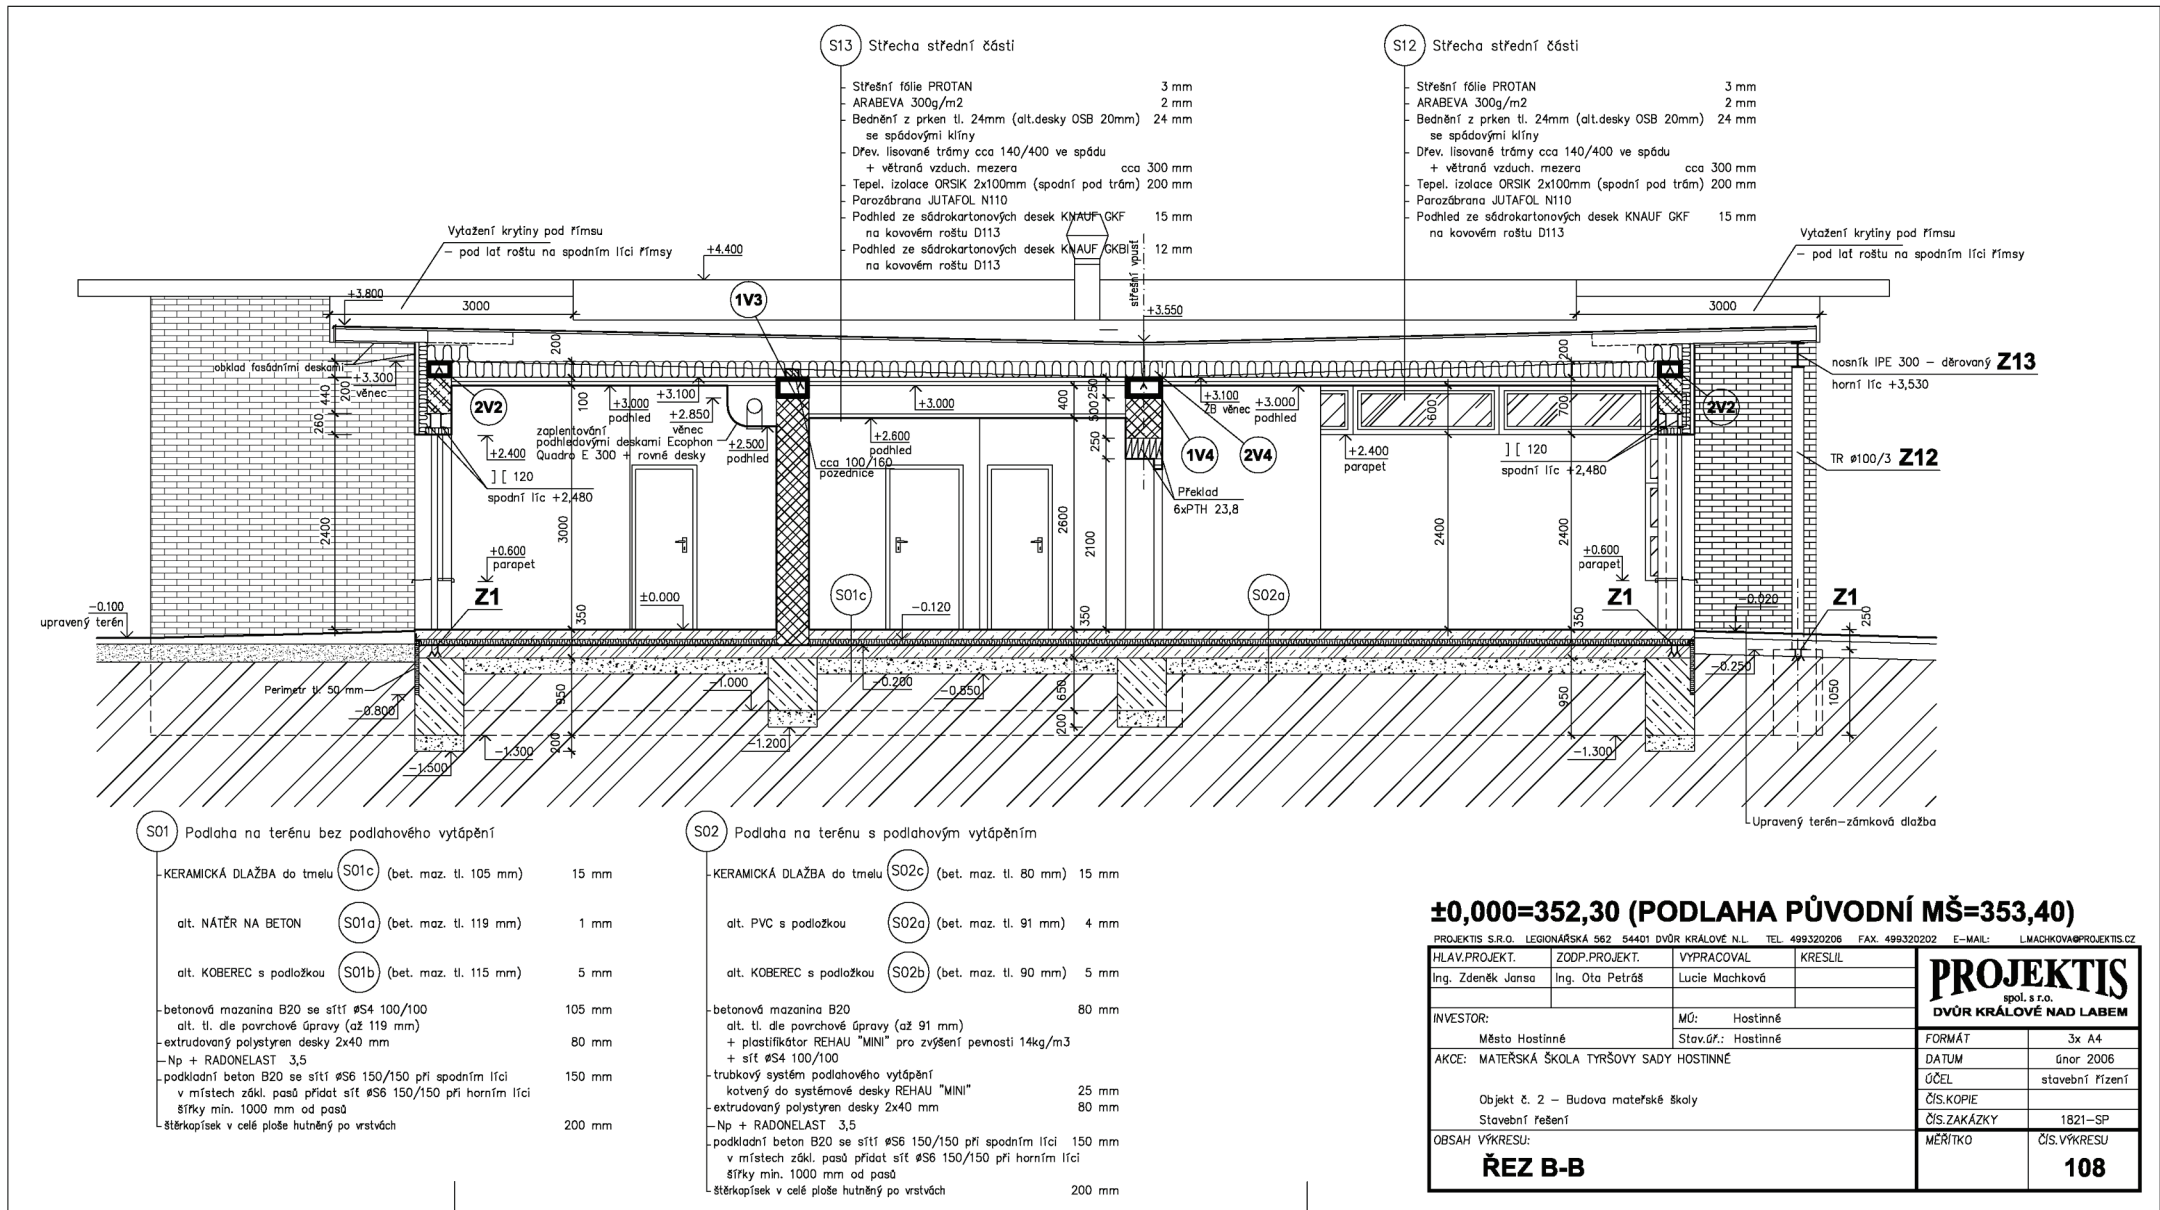 S13 Střecha střední části
Střešní fólie PROTAN 3 mm
ARABEVA 300g/m2 2 mm
Bednění z prken tl. 24mm (alt.desky OSB 20mm) 24 mm
se spádovými klíny
Dřev. lisované trámy cca 140/400 ve spádu
+ větraná vzduch. mezera cca 300 mm
Tepel. izolace ORSIK 2x100mm (spodní pod trám) 200 mm
Parozábrana JUTAFOL N110
Podhled ze sádrokartonových desek KNAUF GKF 15 mm
na kovovém roštu D113
Podhled ze sádrokartonových desek KNAUF GKBI 12 mm
na kovovém roštu D113
S12 Střecha střední části
Střešní fólie PROTAN 3 mm
ARABEVA 300g/m2 2 mm
Bednění z prken tl. 24mm (alt.desky OSB 20mm) 24 mm
se spádovými klíny
Dřev. lisované trámy cca 140/400 ve spádu
+ větraná vzduch. mezera cca 300 mm
Tepel. izolace ORSIK 2x100mm (spodní pod trám) 200 mm
Parozábrana JUTAFOL N110
Podhled ze sádrokartonových desek KNAUF GKF 15 mm
na kovovém roštu D113
Vytažení krytiny pod římsu
– pod lať roštu na spodním líci římsy
Vytažení krytiny pod římsu
– pod lať roštu na spodním líci římsy
+4.400
střešní vpusť
+3.800
3000
1V3
+3.550
3000
200
200
obklad fasádními deskami
+3.300
věnec
440
200
260
2V2
100
+3.000
podhled
+3.100
+2.850
věnec
+3.000
400
250
500
250
+3.100
ŽB věnec
+3.000
podhled
600
700
2V2
nosník IPE 300 – děrovaný Z13
horní líc +3,530
zaplentování
podhledovými deskami Ecophon
Quadro E 300 + rovné desky
+2.500
podhled
+2.600
podhled
+2.400
] [ 120
spodní líc +2,480
cca 100/160
pozednice
1V4
2V4
+2.400
parapet
] [ 120
spodní líc +2,480
TR ø100/3 Z12
Překlad
6xPTH 23,8
2400
3000
2600
2100
2400
2400
+0.600
parapet
+0.600
parapet
Z1
±0.000
S01c
-0.120
S02a
Z1
-0.020
Z1
250
-0.100
upravený terén
350
350
350
Perimetr tl. 50 mm
-0.800
950
-1.000
-0.200
-0.550
650
-0.250
950
1050
200
-1.500
-1.300
200
-1.200
-1.300
Upravený terén-zámková dlažba
S01 Podlaha na terénu bez podlahového vytápění
KERAMICKÁ DLAŽBA do tmelu S01c (bet. maz. tl. 105 mm) 15 mm
alt. NÁTĚR NA BETON S01a (bet. maz. tl. 119 mm) 1 mm
alt. KOBEREC s podložkou S01b (bet. maz. tl. 115 mm) 5 mm
betonová mazanina B20 se sítí øS4 100/100 105 mm
alt. tl. dle povrchové úpravy (až 119 mm)
extrudovaný polystyren desky 2x40 mm 80 mm
Np + RADONELAST 3,5
podkladní beton B20 se sítí øS6 150/150 při spodním líci 150 mm
v místech zákl. pasů přidat síť øS6 150/150 při horním líci
šířky min. 1000 mm od pasů
štěrkopísek v celé ploše hutněný po vrstvách 200 mm
S02 Podlaha na terénu s podlahovým vytápěním
KERAMICKÁ DLAŽBA do tmelu S02c (bet. maz. tl. 80 mm) 15 mm
alt. PVC s podložkou S02a (bet. maz. tl. 91 mm) 4 mm
alt. KOBEREC s podložkou S02b (bet. maz. tl. 90 mm) 5 mm
betonová mazanina B20 80 mm
alt. tl. dle povrchové úpravy (až 91 mm)
+ plastifikátor REHAU "MINI" pro zvýšení pevnosti 14kg/m3
+ síť øS4 100/100
trubkový systém podlahového vytápění
kotvený do systémové desky REHAU "MINI" 25 mm
extrudovaný polystyren desky 2x40 mm 80 mm
Np + RADONELAST 3,5
podkladní beton B20 se sítí øS6 150/150 při spodním líci 150 mm
v místech zákl. pasů přidat síť øS6 150/150 při horním líci
šířky min. 1000 mm od pasů
štěrkopísek v celé ploše hutněný po vrstvách 200 mm
±0,000=352,30 (PODLAHA PŮVODNÍ MŠ=353,40)
PROJEKTIS S.R.O. LEGIONÁŘSKÁ 562 54401 DVŮR KRÁLOVÉ N.L. TEL. 499320206 FAX. 499320202 E-MAIL: L.MACHKOVA@PROJEKTIS.CZ
HLAV.PROJEKT. ZODP.PROJEKT. VYPRACOVAL KRESLIL
Ing. Zdeněk Jansa Ing. Ota Petráš Lucie Machková
PROJEKTIS
spol. s r.o.
DVŮR KRÁLOVÉ NAD LABEM
INVESTOR: MÚ: Hostinné
Město Hostinné Stav.úř.: Hostinné
AKCE: MATEŘSKÁ ŠKOLA TYRŠOVY SADY HOSTINNÉ
Objekt č. 2 – Budova mateřské školy
Stavební řešení
FORMÁT 3x A4
DATUM únor 2006
ÚČEL stavební řízení
ČÍS.KOPIE
ČÍS.ZAKÁZKY 1821-SP
OBSAH VÝKRESU:
ŘEZ B-B
MĚŘÍTKO ČÍS.VÝKRESU
108